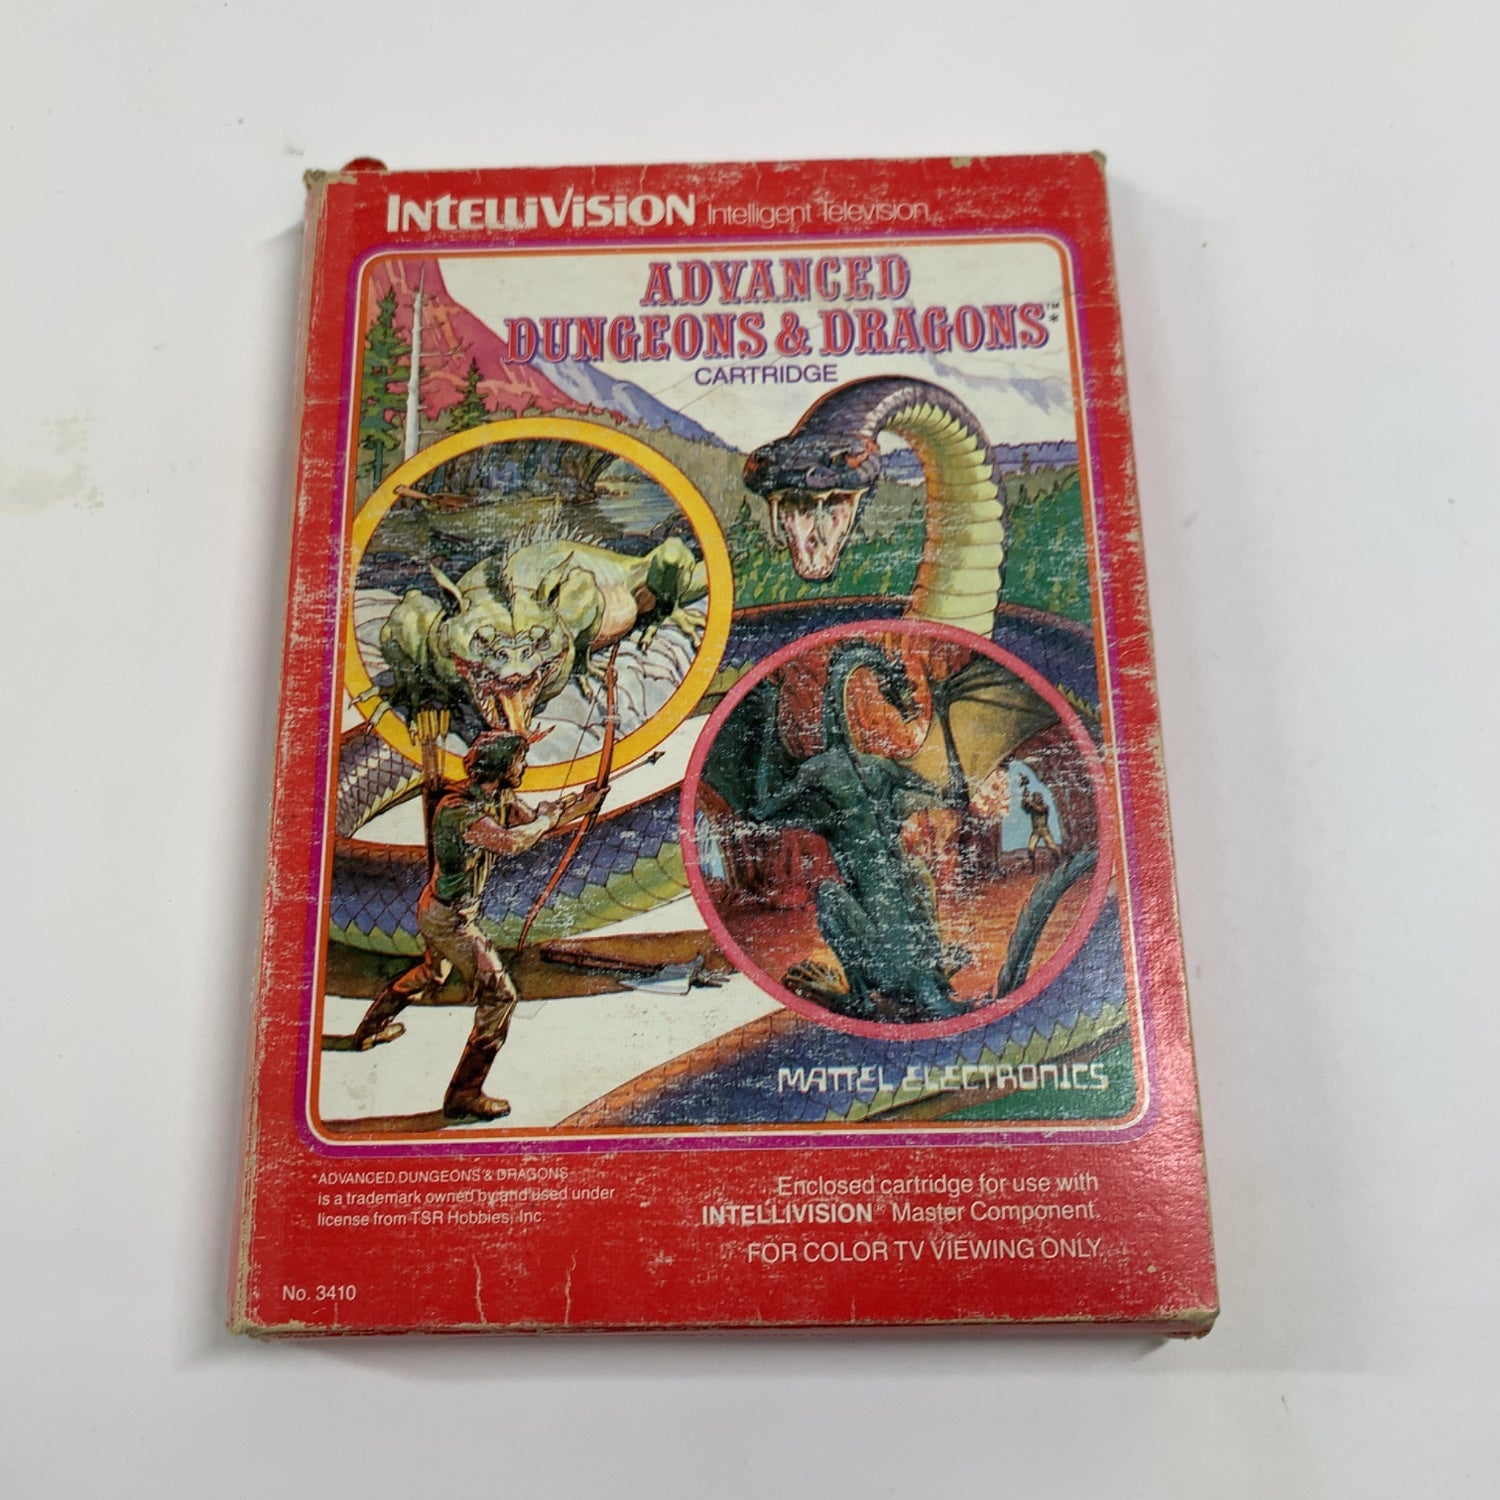 INTELLIVISION Intelligent Television
ADVANCED
DUNGEONS & DRAGONS™*
CARTRIDGE
MATTEL ELECTRONICS
*ADVANCED DUNGEONS & DRAGONS
is a trademark owned by and used under
license from TSR Hobbies, Inc.
Enclosed cartridge for use with
INTELLIVISION® Master Component.
FOR COLOR TV VIEWING ONLY.
No. 3410